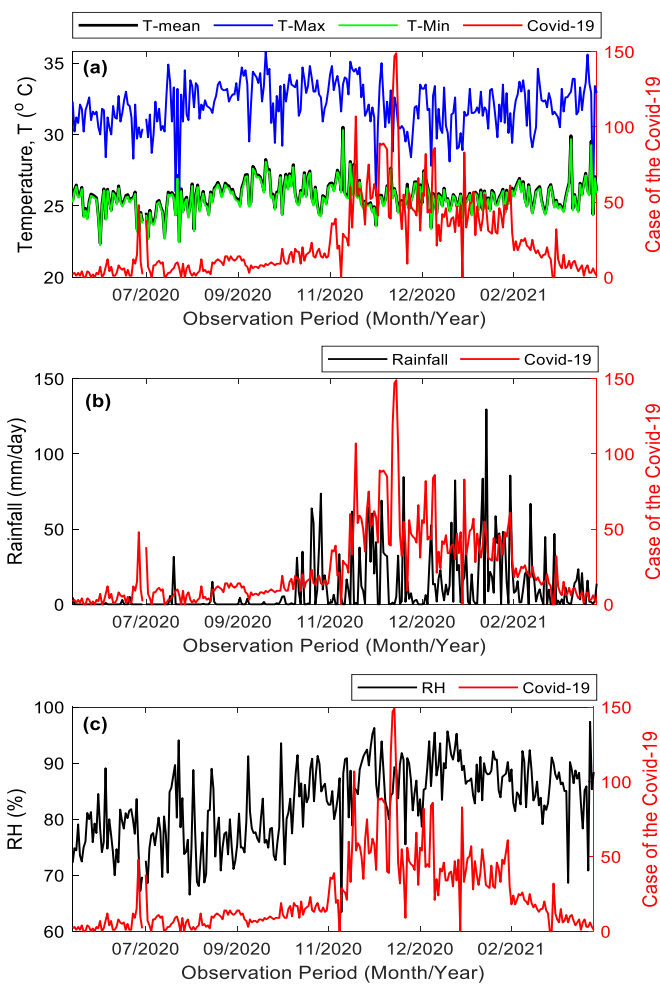 T-mean T-Max T-Min Covid-19
(a)
35
30
25
20
Temperature, T (° C)
150
100
50
0
Case of the Covid-19
07/2020 09/2020 11/2020 12/2020 02/2021
Observation Period (Month/Year)
Rainfall Covid-19
(b)
150
100
50
0
Rainfall (mm/day)
150
100
50
0
Case of the Covid-19
07/2020 09/2020 11/2020 12/2020 02/2021
Observation Period (Month/Year)
RH Covid-19
(c)
100
90
80
70
60
RH (%)
150
100
50
0
Case of the Covid-19
07/2020 09/2020 11/2020 12/2020 02/2021
Observation Period (Month/Year)